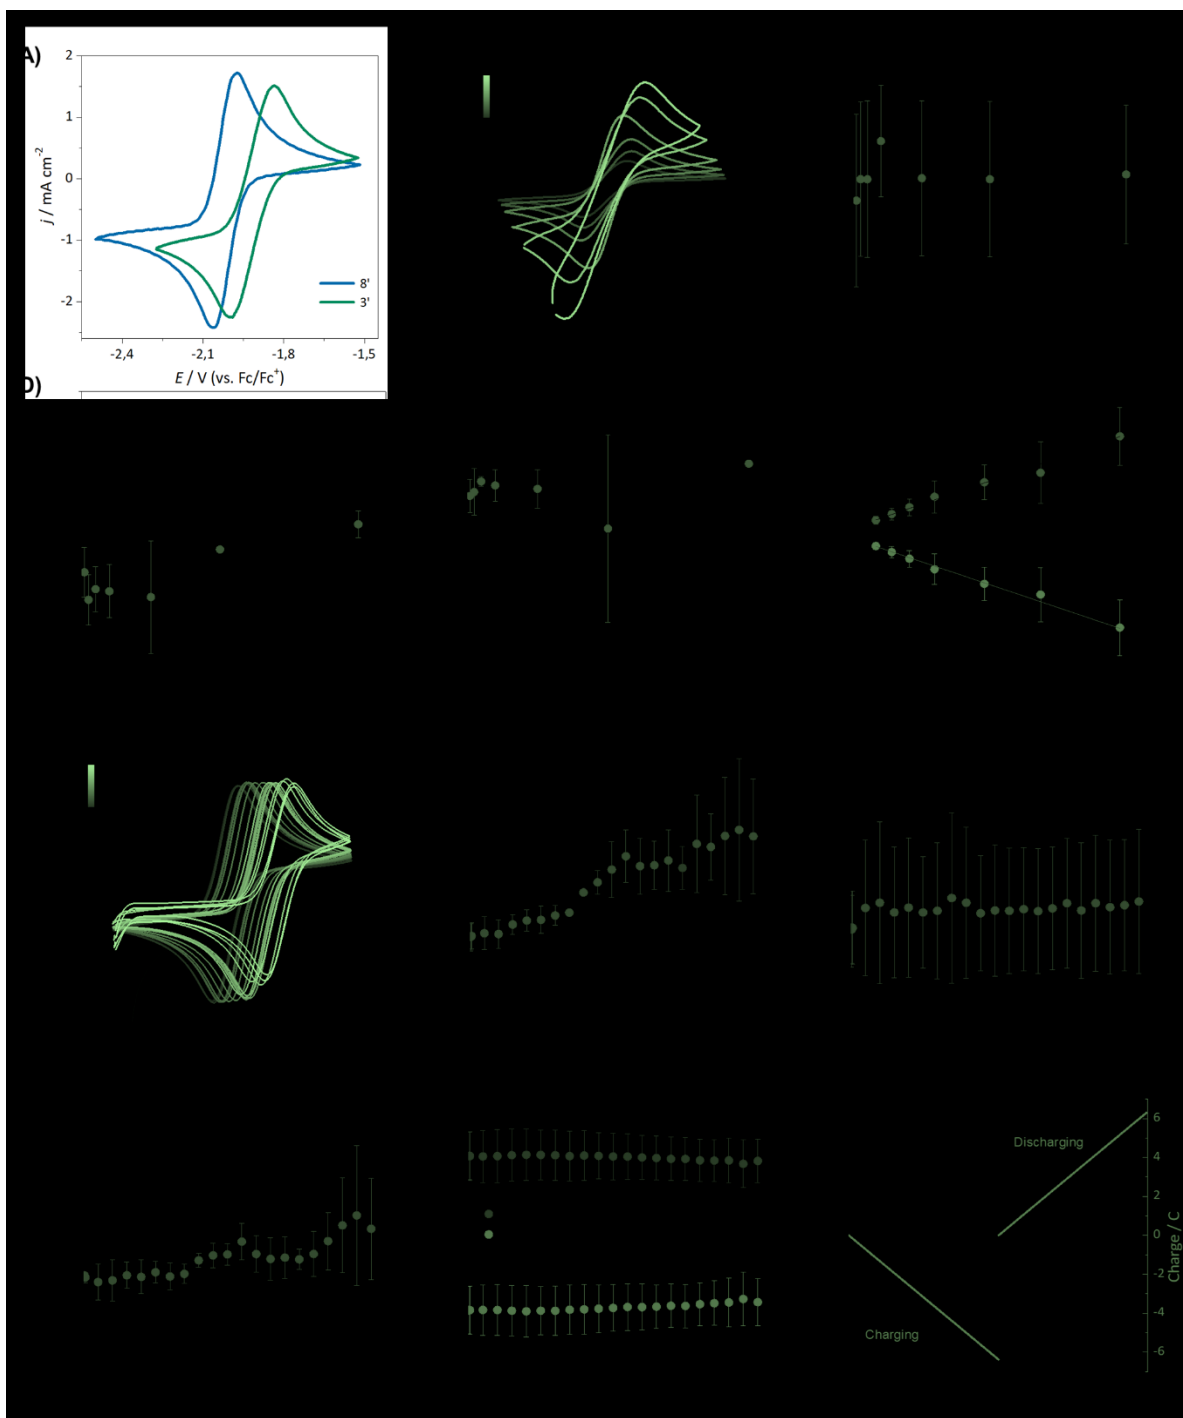 A)
2
1
0
-1
-2
j / mA cm-2
8'
3'
-2,4 -2,1 -1,8 -1,5
E / V (vs. Fc/Fc+)
D)
Discharging
Charging
6
4
2
0
-2
-4
-6
Charge / C